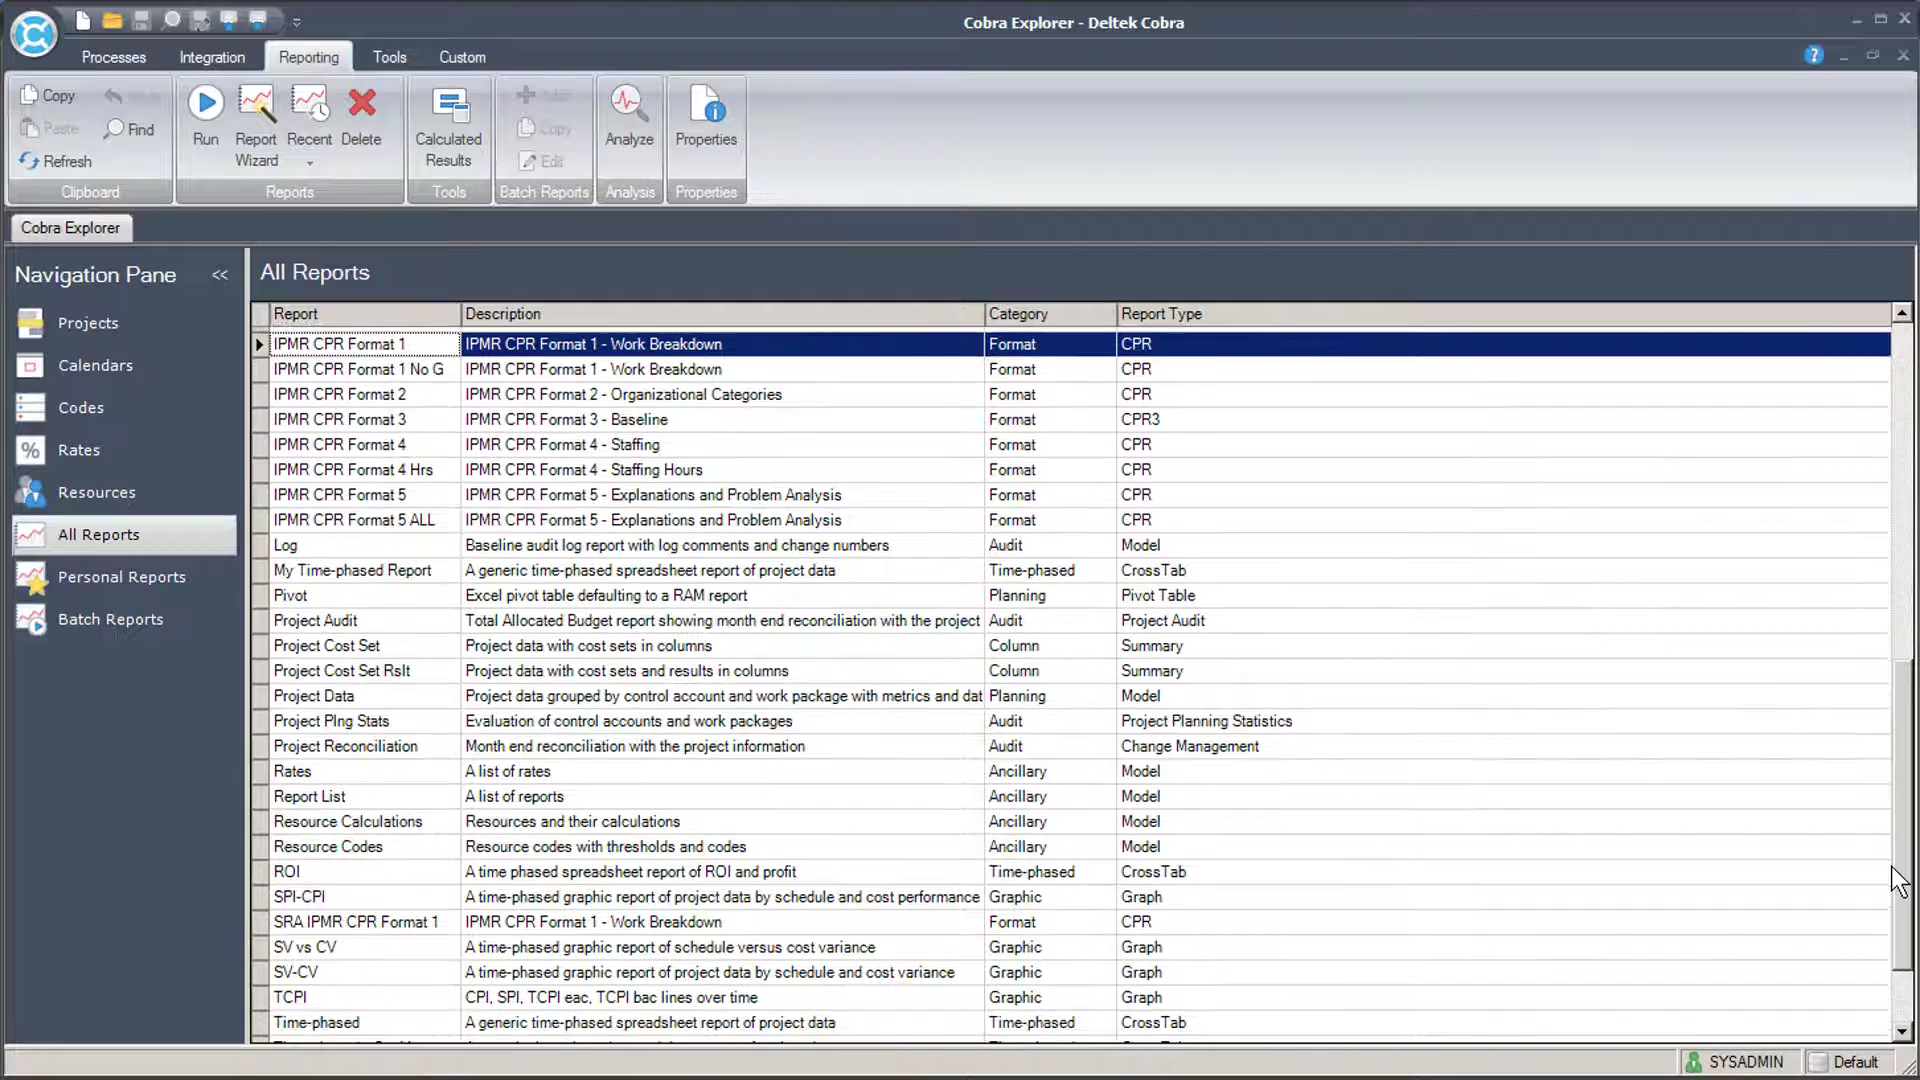 Cobra Explorer - Deltek Cobra
Processes Integration Reporting Tools Custom
Copy
Paste Find
Refresh
Clipboard
Run Report Wizard Recent Delete
Reports
Calculated Results
Tools
Add
Copy
Edit
Batch Reports
Analyze
Analysis
Properties
Properties
Cobra Explorer
Navigation Pane <<
Projects
Calendars
Codes
Rates
Resources
All Reports
Personal Reports
Batch Reports
All Reports
Report Description Category Report Type
IPMR CPR Format 1 IPMR CPR Format 1 - Work Breakdown Format CPR
IPMR CPR Format 1 No G IPMR CPR Format 1 - Work Breakdown Format CPR
IPMR CPR Format 2 IPMR CPR Format 2 - Organizational Categories Format CPR
IPMR CPR Format 3 IPMR CPR Format 3 - Baseline Format CPR3
IPMR CPR Format 4 IPMR CPR Format 4 - Staffing Format CPR
IPMR CPR Format 4 Hrs IPMR CPR Format 4 - Staffing Hours Format CPR
IPMR CPR Format 5 IPMR CPR Format 5 - Explanations and Problem Analysis Format CPR
IPMR CPR Format 5 ALL IPMR CPR Format 5 - Explanations and Problem Analysis Format CPR
Log Baseline audit log report with log comments and change numbers Audit Model
My Time-phased Report A generic time-phased spreadsheet report of project data Time-phased CrossTab
Pivot Excel pivot table defaulting to a RAM report Planning Pivot Table
Project Audit Total Allocated Budget report showing month end reconciliation with the project Audit Project Audit
Project Cost Set Project data with cost sets in columns Column Summary
Project Cost Set Rslt Project data with cost sets and results in columns Column Summary
Project Data Project data grouped by control account and work package with metrics and dat Planning Model
Project Plng Stats Evaluation of control accounts and work packages Audit Project Planning Statistics
Project Reconciliation Month end reconciliation with the project information Audit Change Management
Rates A list of rates Ancillary Model
Report List A list of reports Ancillary Model
Resource Calculations Resources and their calculations Ancillary Model
Resource Codes Resource codes with thresholds and codes Ancillary Model
ROI A time phased spreadsheet report of ROI and profit Time-phased CrossTab
SPI-CPI A time-phased graphic report of project data by schedule and cost performance Graphic Graph
SRA IPMR CPR Format 1 IPMR CPR Format 1 - Work Breakdown Format CPR
SV vs CV A time-phased graphic report of schedule versus cost variance Graphic Graph
SV-CV A time-phased graphic report of project data by schedule and cost variance Graphic Graph
TCPI CPI, SPI, TCPI eac, TCPI bac lines over time Graphic Graph
Time-phased A generic time-phased spreadsheet report of project data Time-phased CrossTab
SYSADMIN Default